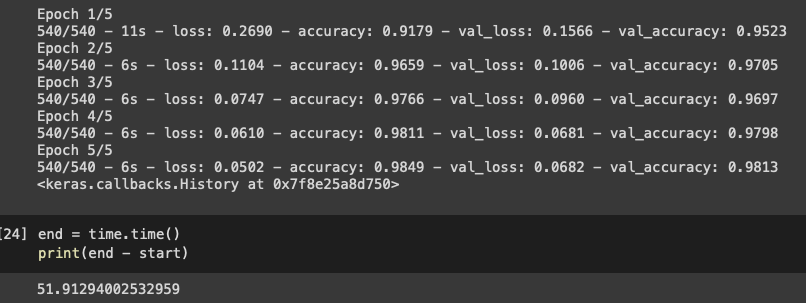 Epoch 1/5
540/540 - 11s - loss: 0.2690 - accuracy: 0.9179 - val_loss: 0.1566 - val_accuracy: 0.9523
Epoch 2/5
540/540 - 6s - loss: 0.1104 - accuracy: 0.9659 - val_loss: 0.1006 - val_accuracy: 0.9705
Epoch 3/5
540/540 - 6s - loss: 0.0747 - accuracy: 0.9766 - val_loss: 0.0960 - val_accuracy: 0.9697
Epoch 4/5
540/540 - 6s - loss: 0.0610 - accuracy: 0.9811 - val_loss: 0.0681 - val_accuracy: 0.9798
Epoch 5/5
540/540 - 6s - loss: 0.0502 - accuracy: 0.9849 - val_loss: 0.0682 - val_accuracy: 0.9813
<keras.callbacks.History at 0x7f8e25a8d750>
[24] end = time.time()
print(end - start)
51.91294002532959